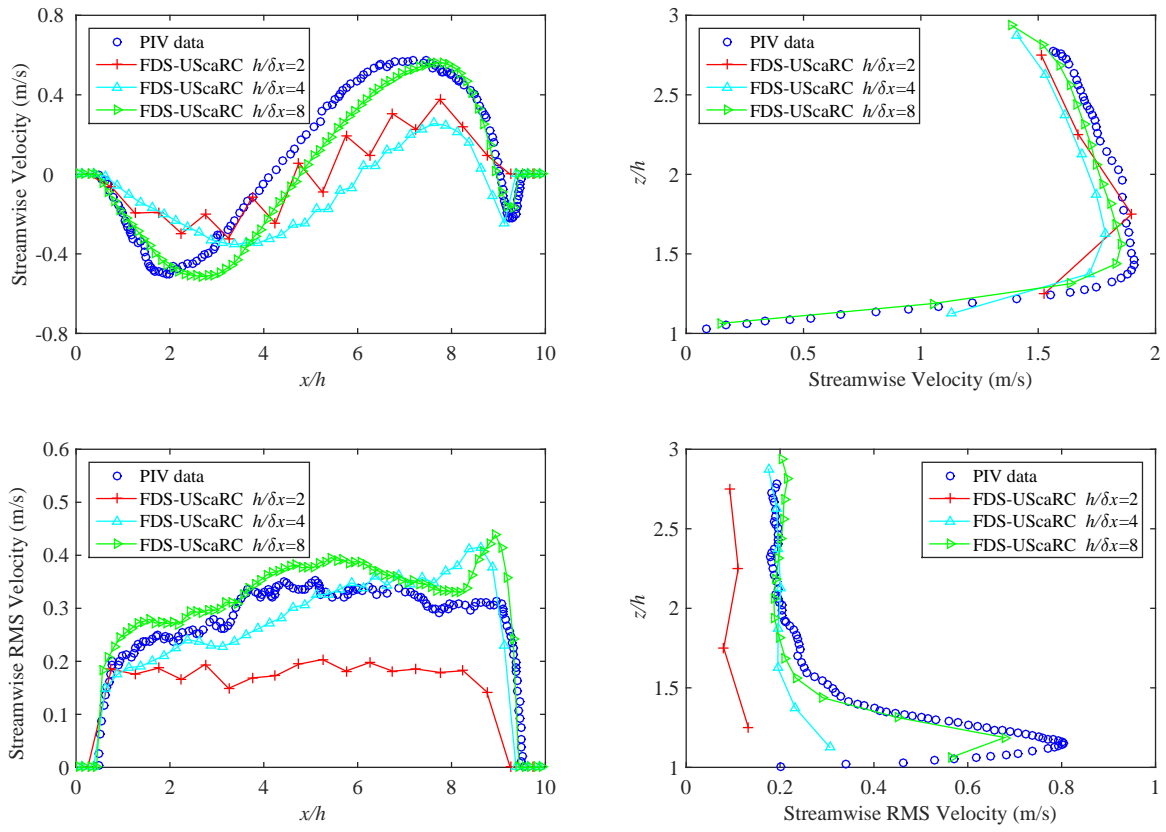 0.8
0.4
0
-0.4
-0.8
Streamwise Velocity (m/s)
PIV data
FDS-UScaRC h/δx=2
FDS-UScaRC h/δx=4
FDS-UScaRC h/δx=8
0 2 4 6 8 10
x/h
3
2.5
2
1.5
1
z/h
PIV data
FDS-UScaRC h/δx=2
FDS-UScaRC h/δx=4
FDS-UScaRC h/δx=8
0 0.5 1 1.5 2
Streamwise Velocity (m/s)
0.6
0.5
0.4
0.3
0.2
0.1
0
Streamwise RMS Velocity (m/s)
PIV data
FDS-UScaRC h/δx=2
FDS-UScaRC h/δx=4
FDS-UScaRC h/δx=8
0 2 4 6 8 10
x/h
3
2.5
2
1.5
1
z/h
PIV data
FDS-UScaRC h/δx=2
FDS-UScaRC h/δx=4
FDS-UScaRC h/δx=8
0 0.2 0.4 0.6 0.8 1
Streamwise RMS Velocity (m/s)